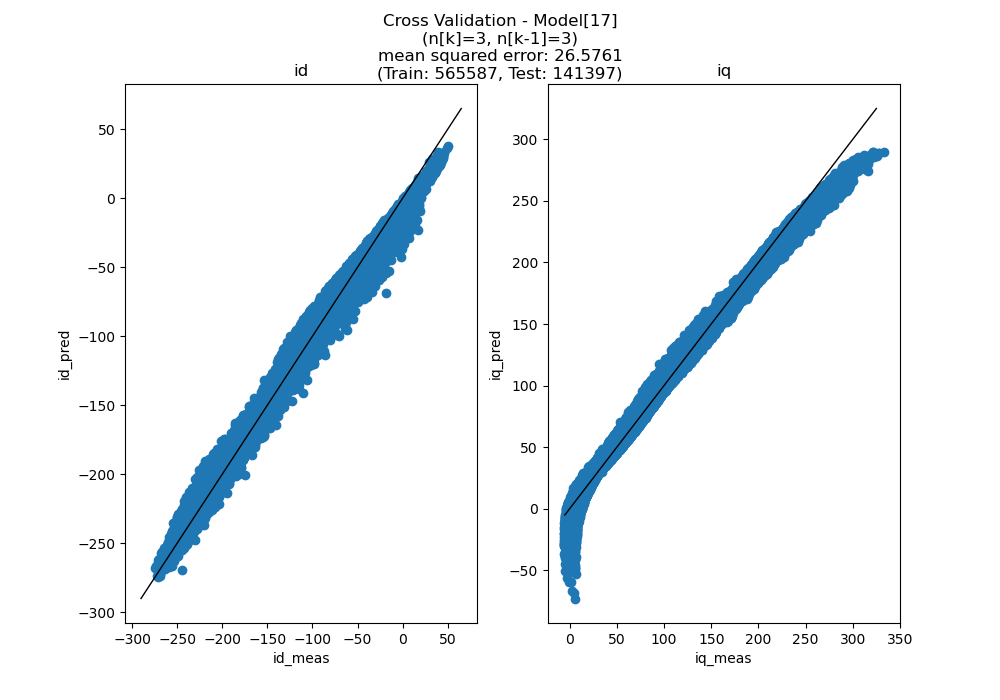 Cross Validation - Model[17]
(n[k]=3, n[k-1]=3)
mean squared error: 26.5761
(Train: 565587, Test: 141397)
id
iq
50
0
−50
−100
−150
−200
−250
−300
id_pred
−300 −250 −200 −150 −100 −50 0 50
id_meas
300
250
200
150
100
50
0
−50
iq_pred
0 50 100 150 200 250 300 350
iq_meas